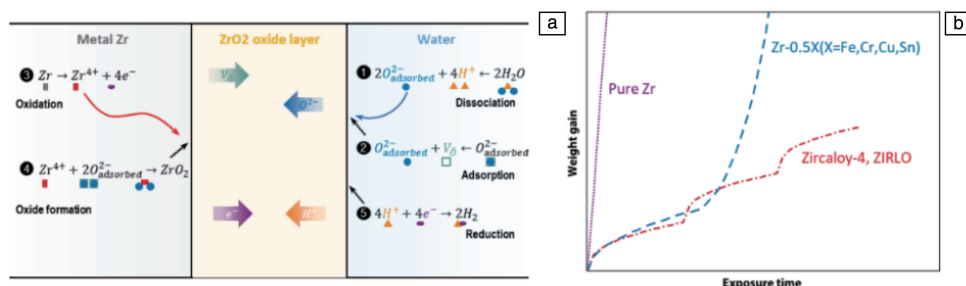 Metal Zr
ZrO2 oxide layer
Water
a
❸ Zr → Zr⁴⁺ + 4e⁻
Oxidation
❹ Zr⁴⁺ + 2O²⁻adsorbed → ZrO₂
Oxide formation
V_Ö
O²⁻
e⁻
H⁺
❶ 2O²⁻adsorbed + 4H⁺ ← 2H₂O
Dissociation
❷ O²⁻adsorbed + V_Ö ← O²⁻adsorbed
Adsorption
❺ 4H⁺ + 4e⁻ → 2H₂
Reduction
b
Weight gain
Pure Zr
Zr-0.5X(X=Fe,Cr,Cu,Sn)
Zircaloy-4, ZIRLO
Exposure time